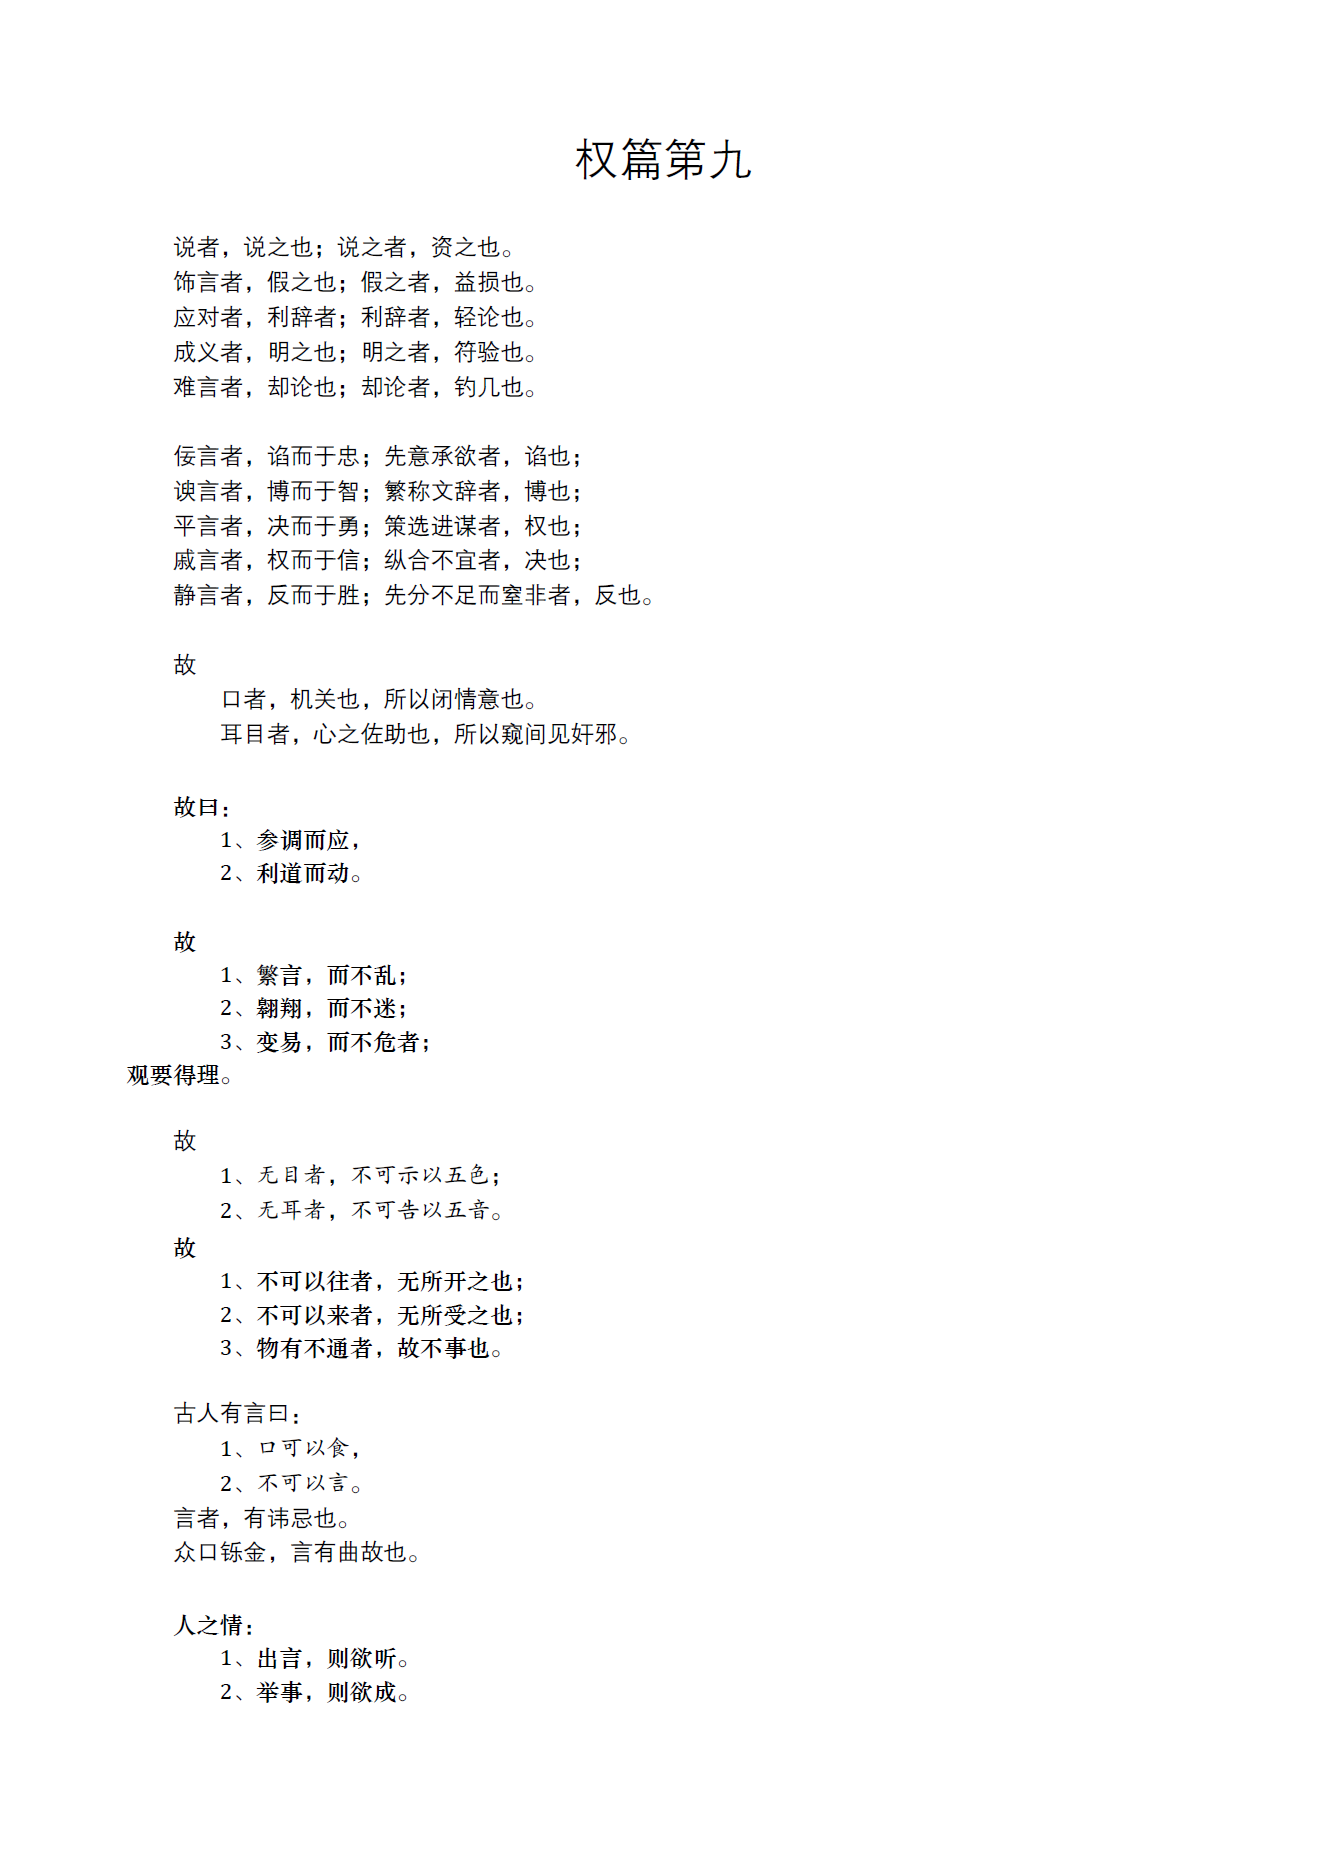 权篇第九
说者，说之也；说之者，资之也。
饰言者，假之也；假之者，益损也。
应对者，利辞者；利辞者，轻论也。
成义者，明之也；明之者，符验也。
难言者，却论也；却论者，钓几也。
佞言者，谄而于忠；先意承欲者，谄也；
谀言者，博而于智；繁称文辞者，博也；
平言者，决而于勇；策选进谋者，权也；
戚言者，权而于信；纵合不宜者，决也；
静言者，反而于胜；先分不足而窒非者，反也。
故
口者，机关也，所以闭情意也。
耳目者，心之佐助也，所以窥间见奸邪。
故曰：
1、参调而应，
2、利道而动。
故
1、繁言，而不乱；
2、翱翔，而不迷；
3、变易，而不危者；
观要得理。
故
1、无目者，不可示以五色；
2、无耳者，不可告以五音。
故
1、不可以往者，无所开之也；
2、不可以来者，无所受之也；
3、物有不通者，故不事也。
古人有言曰：
1、口可以食，
2、不可以言。
言者，有讳忌也。
众口铄金，言有曲故也。
人之情：
1、出言，则欲听。
2、举事，则欲成。